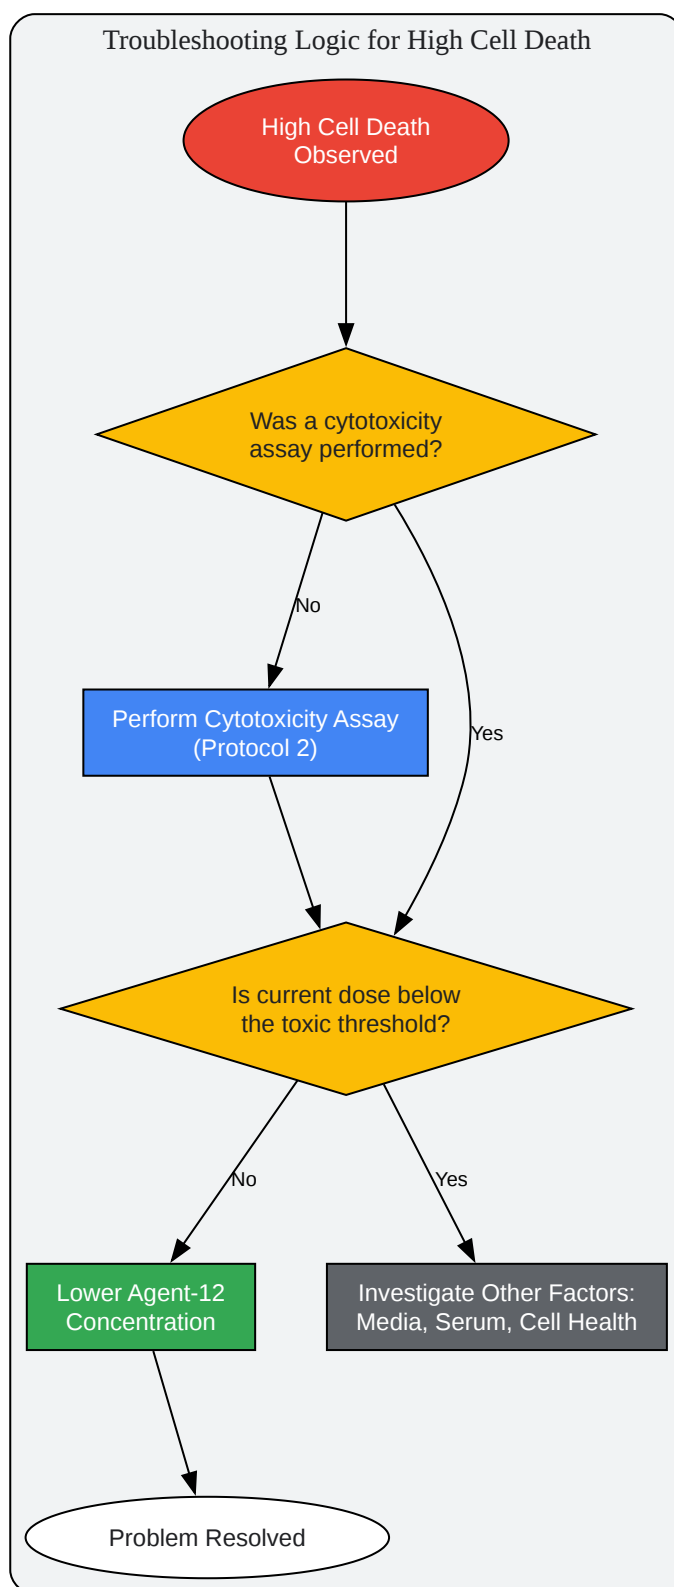 Troubleshooting Logic for High Cell Death
High Cell Death
Observed
Was a cytotoxicity
assay performed?
No
Perform Cytotoxicity Assay
(Protocol 2)
Yes
Is current dose below
the toxic threshold?
No
Yes
Lower Agent-12
Concentration
Investigate Other Factors:
Media, Serum, Cell Health
Problem Resolved